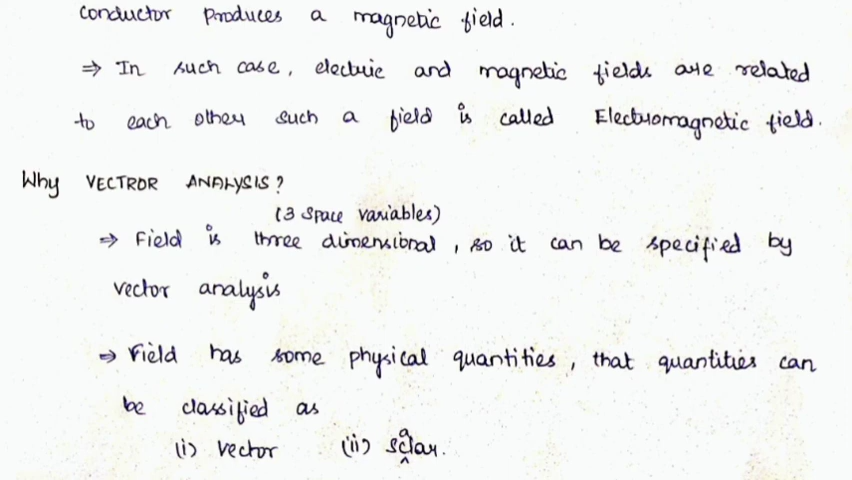 conductor produces a magnetic field.
⇒ In such case, electric and magnetic fields are related
to each other such a field is called Electromagnetic field.
Why VECTROR ANALYSIS?
(3 space variables)
⇒ Field is three dimensional, so it can be specified by
vector analysis
⇒ Field has some physical quantities, that quantities can
be classified as
(i) vector (ii) scalar.